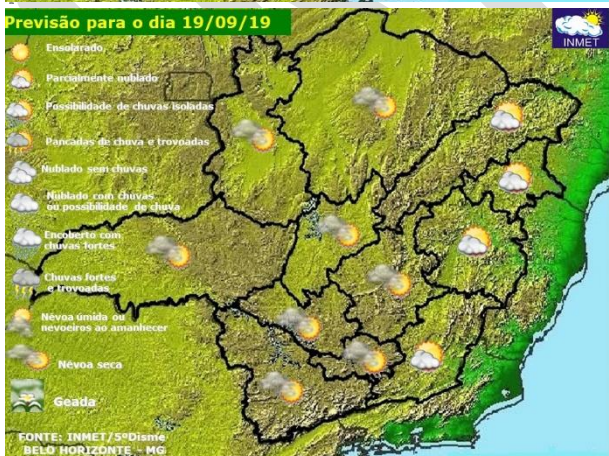 Previsão para o dia 19/09/19
INMET
Ensolarado,
Parcialmente nublado
Possibilidade de chuvas isoladas
Pancadas de chuva e trovoadas
Nublado sem chuvas
Nublado com chuvas
ou possibilidade de chuva
Encoberto com
chuvas fortes
Chuvas fortes
e trovoadas
Névoa úmida ou
nevoeiros ao amanhecer
Névoa seca
Geada
FONTE: INMET/5ºDisme
BELO HORIZONTE - MG